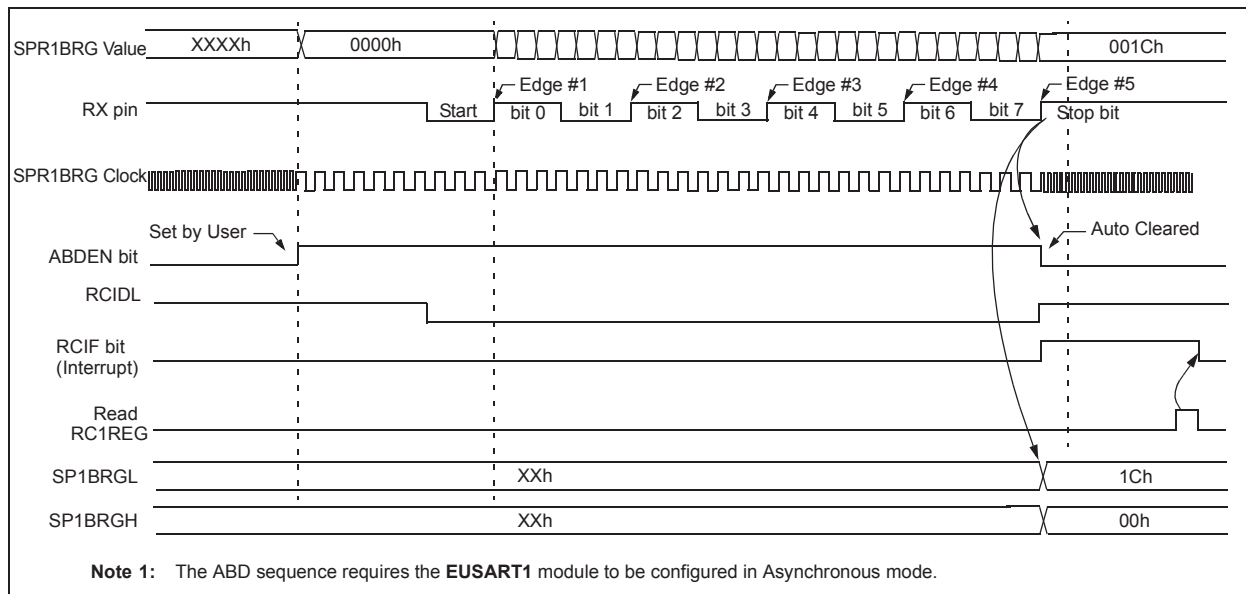 SPR1BRG Value XXXXh 0000h 001Ch
Edge #1 Edge #2 Edge #3 Edge #4 Edge #5
RX pin Start bit 0 bit 1 bit 2 bit 3 bit 4 bit 5 bit 6 bit 7 Stop bit
SPR1BRG Clock
Set by User Auto Cleared
ABDEN bit
RCIDL
RCIF bit
(Interrupt)
Read
RC1REG
SP1BRGL XXh 1Ch
SP1BRGH XXh 00h
Note 1: The ABD sequence requires the EUSART1 module to be configured in Asynchronous mode.